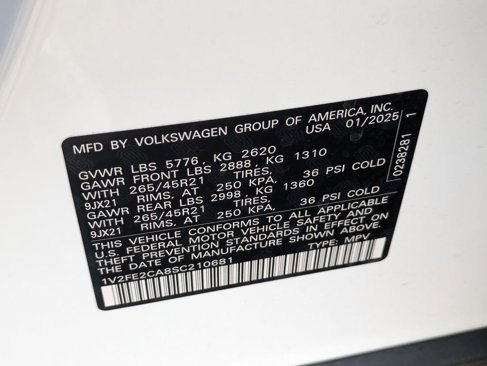 MFD BY VOLKSWAGEN GROUP OF AMERICA, INC.
USA 01/2025
GVWR LBS 5776, KG 2620
GAWR FRONT LBS 2888, KG 1310
WITH 265/45R21 TIRES,
9JX21 RIMS, AT 250 KPA, 36 PSI COLD
GAWR REAR LBS 2998, KG 1360
WITH 265/45R21 TIRES,
9JX21 RIMS, AT 250 KPA, 36 PSI COLD
THIS VEHICLE CONFORMS TO ALL APPLICABLE
U.S. FEDERAL MOTOR VEHICLE SAFETY AND
THEFT PREVENTION STANDARDS IN EFFECT
ON THE DATE OF MANUFACTURE SHOWN ABOVE.
1V2FE2CA8SC210681 TYPE: MPV
0238281 1